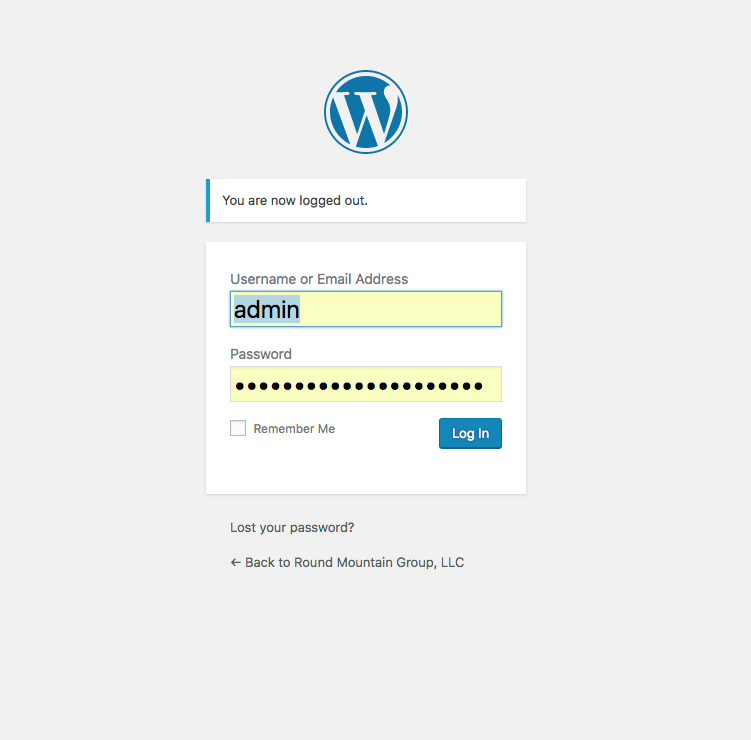 You are now logged out.
Username or Email Address
admin
Password
•••••••••••••••••••••
Remember Me
Log In
Lost your password?
← Back to Round Mountain Group, LLC